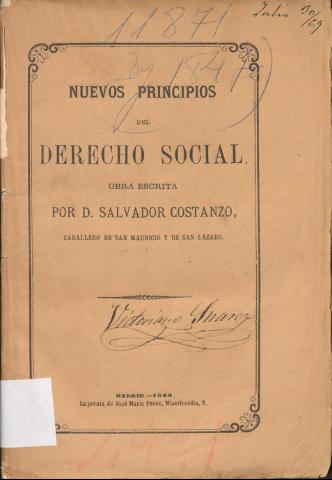 11871
Julio 30/69
1847
NUEVOS PRINCIPIOS
DEL
DERECHO SOCIAL.
OBRA ESCRITA
POR D. SALVADOR COSTANZO,
CABALLERO DE SAN MAURICIO Y DE SAN LÁZARO.
Victoriano Suarez
MADRID—1869.
Imprenta de José María Perez, Misericordia, 2.